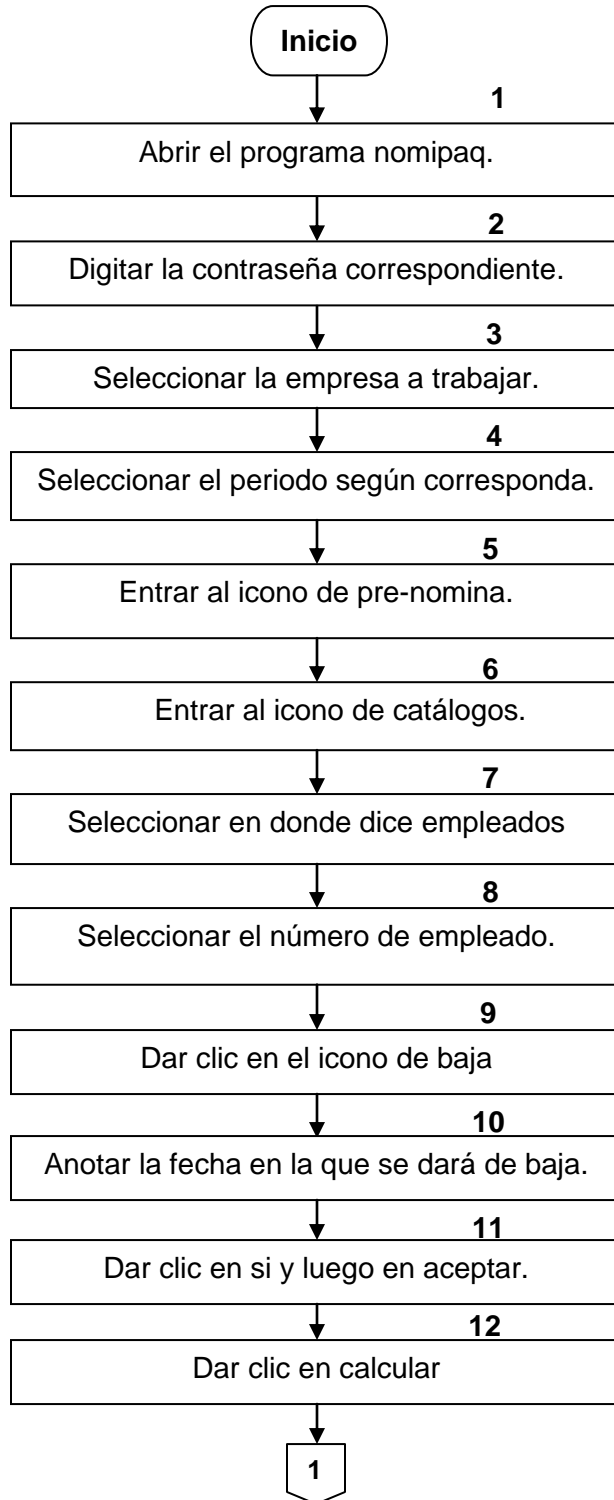 Inicio
1
Abrir el programa nomipaq.
2
Digitar la contraseña correspondiente.
3
Seleccionar la empresa a trabajar.
4
Seleccionar el periodo según corresponda.
5
Entrar al icono de pre-nomina.
6
Entrar al icono de catálogos.
7
Seleccionar en donde dice empleados
8
Seleccionar el número de empleado.
9
Dar clic en el icono de baja
10
Anotar la fecha en la que se dará de baja.
11
Dar clic en si y luego en aceptar.
12
Dar clic en calcular
1